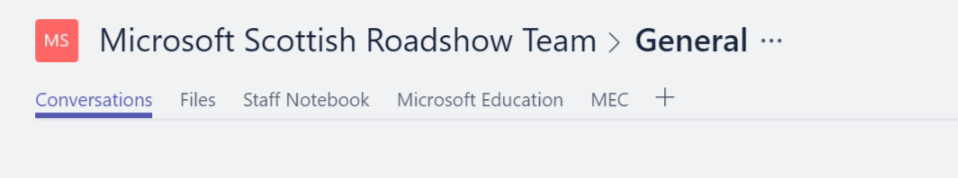 MS Microsoft Scottish Roadshow Team > General ...
Conversations Files Staff Notebook Microsoft Education MEC +